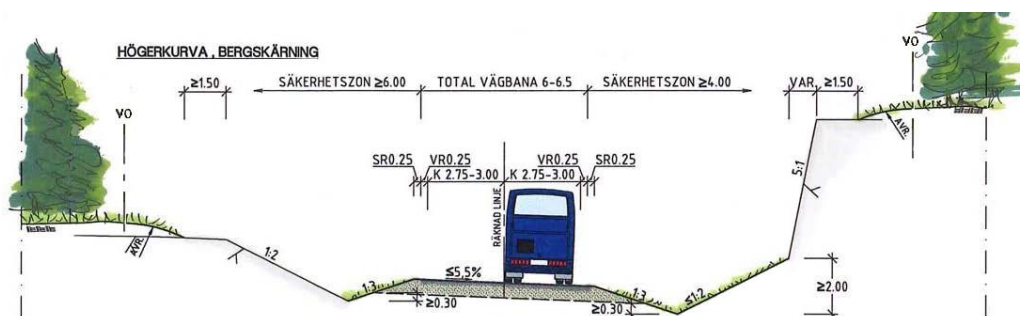 HÖGERKURVA, BERGSKÄRNING
VO
≥1.50
SÄKERHETSZON ≥6.00
TOTAL VÄGBANA 6-6.5
SÄKERHETSZON ≥4.00
VAR.
≥1.50
VO
AVR.
SR0.25
VR0.25
VR0.25
SR0.25
K 2.75-3.00
K 2.75-3.00
RÄKNAD LINJE
5:1
AVR.
1:2
1:3
≤5,5%
≥0.30
≥0.30
1:3
≤1:2
≥2.00